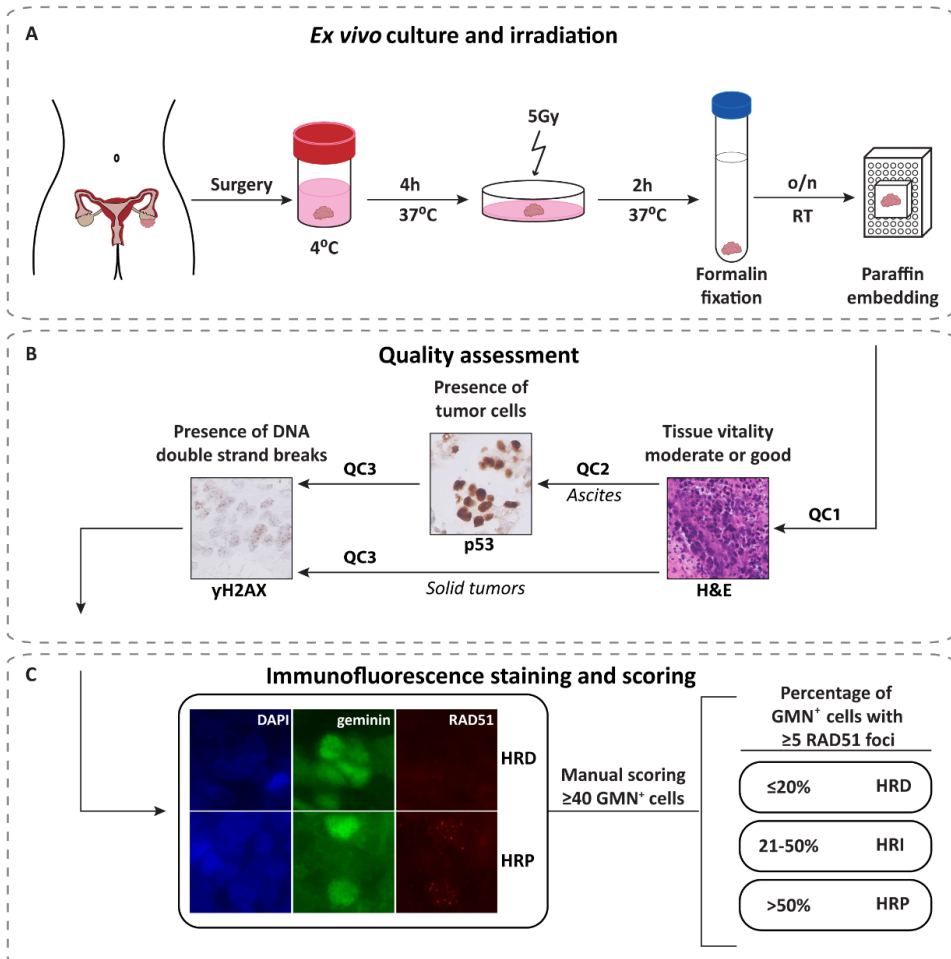 A
Ex vivo culture and irradiation
Surgery
4°C
4h
37°C
5Gy
2h
37°C
Formalin
fixation
o/n
RT
Paraffin
embedding
B
Quality assessment
Presence of
tumor cells
Presence of DNA
double strand breaks
Tissue vitality
moderate or good
QC3
QC2
Ascites
QC1
p53
QC3
Solid tumors
yH2AX
H&E
C
Immunofluorescence staining and scoring
DAPI
geminin
RAD51
HRD
HRP
Manual scoring
≥40 GMN⁺ cells
Percentage of
GMN⁺ cells with
≥5 RAD51 foci
≤20% HRD
21-50% HRI
>50% HRP